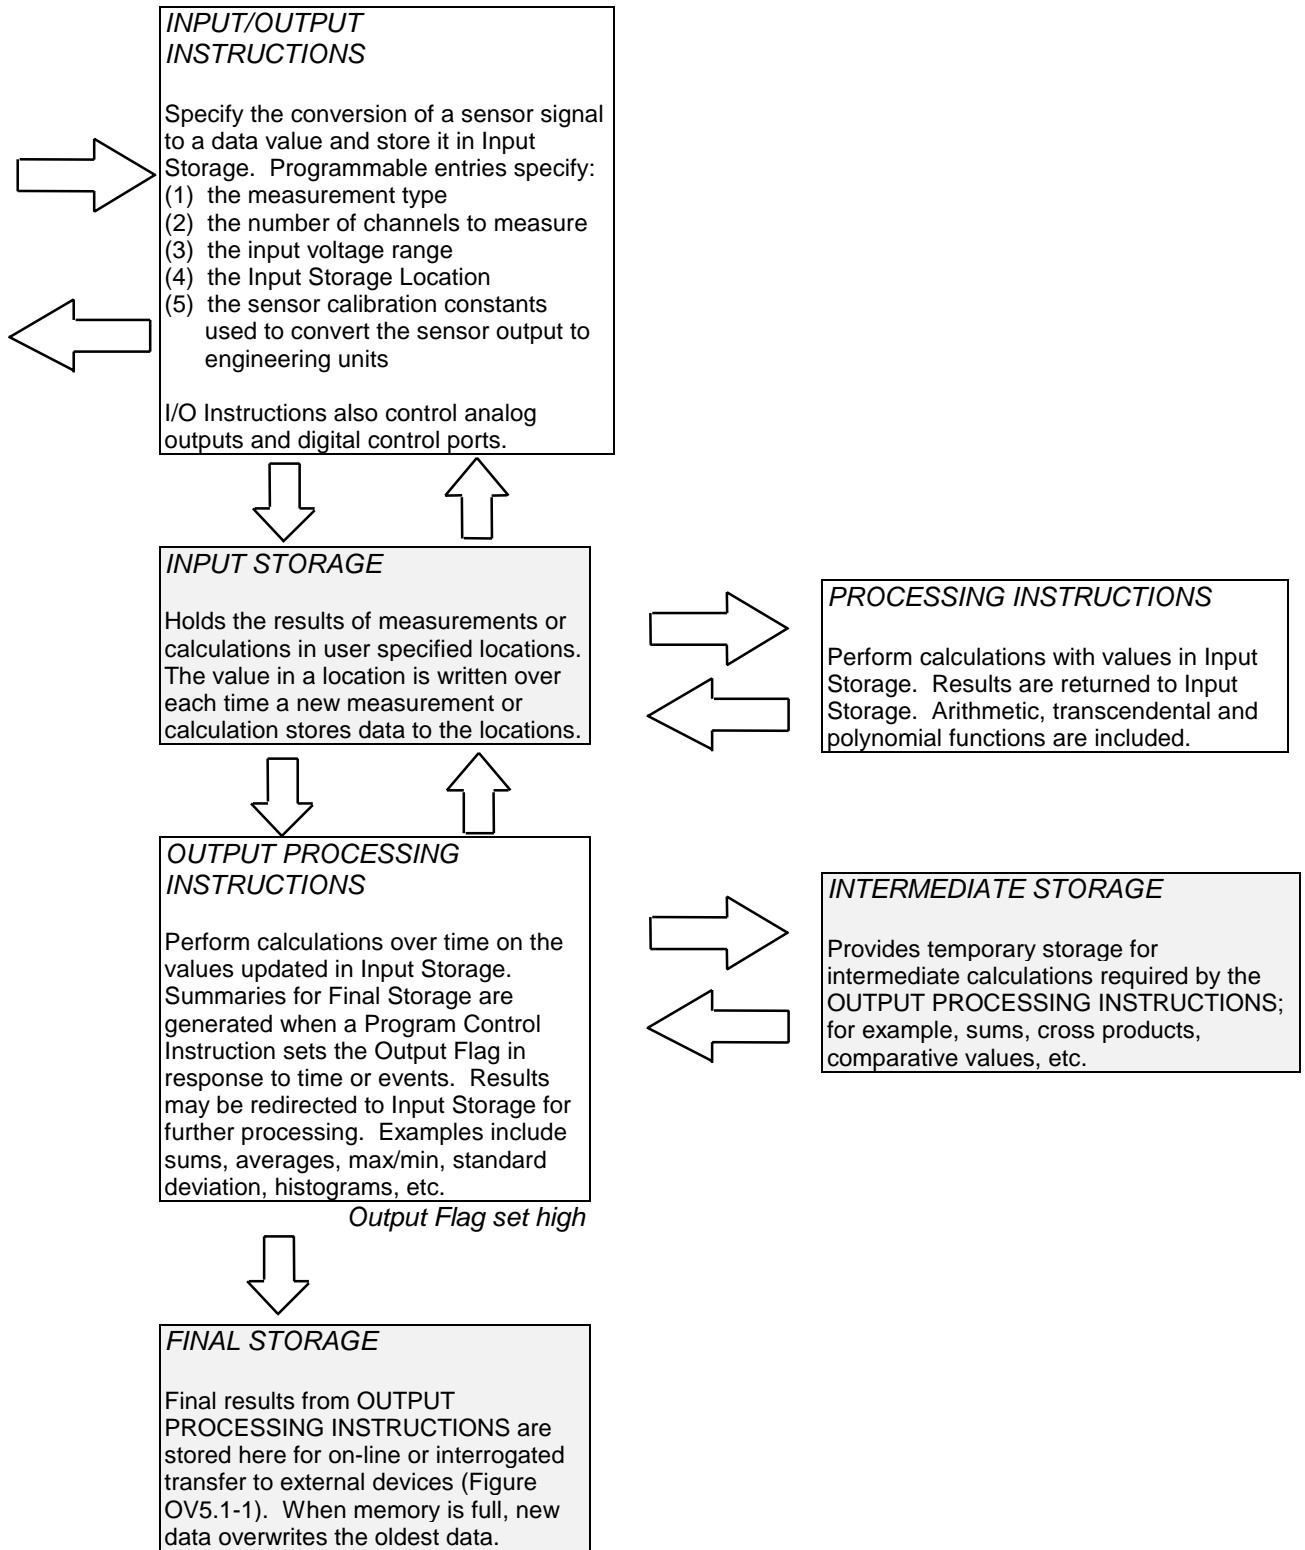 INPUT/OUTPUT
INSTRUCTIONS
Specify the conversion of a sensor signal
to a data value and store it in Input
Storage.  Programmable entries specify:
(1)  the measurement type
(2)  the number of channels to measure
(3)  the input voltage range
(4)  the Input Storage Location
(5)  the sensor calibration constants
used to convert the sensor output to
engineering units
I/O Instructions also control analog
outputs and digital control ports.
INPUT STORAGE
Holds the results of measurements or
calculations in user specified locations.
The value in a location is written over
each time a new measurement or
calculation stores data to the locations.
PROCESSING INSTRUCTIONS
Perform calculations with values in Input
Storage.  Results are returned to Input
Storage.  Arithmetic, transcendental and
polynomial functions are included.
OUTPUT PROCESSING
INSTRUCTIONS
Perform calculations over time on the
values updated in Input Storage.
Summaries for Final Storage are
generated when a Program Control
Instruction sets the Output Flag in
response to time or events.  Results
may be redirected to Input Storage for
further processing.  Examples include
sums, averages, max/min, standard
deviation, histograms, etc.
INTERMEDIATE STORAGE
Provides temporary storage for
intermediate calculations required by the
OUTPUT PROCESSING INSTRUCTIONS;
for example, sums, cross products,
comparative values, etc.
Output Flag set high
FINAL STORAGE
Final results from OUTPUT
PROCESSING INSTRUCTIONS are
stored here for on-line or interrogated
transfer to external devices (Figure
OV5.1-1).  When memory is full, new
data overwrites the oldest data.